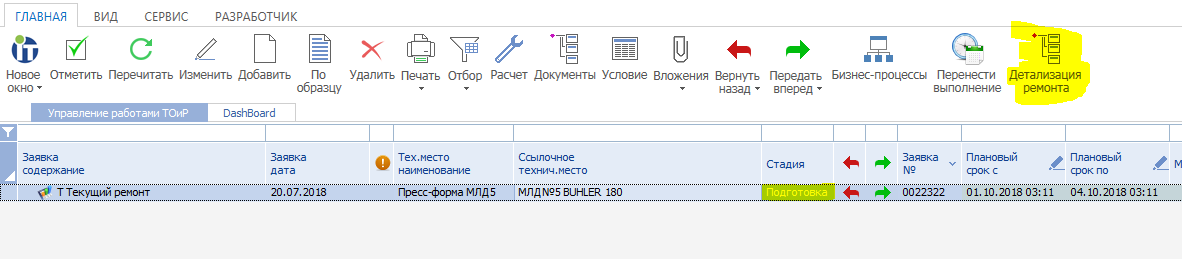 ГЛАВНАЯ ВИД СЕРВИС РАЗРАБОТЧИК
Новое окно Отметить Перечитать Изменить Добавить По образцу Удалить Печать Отбор Расчет Документы Условие Вложения Вернуть назад Передать вперед Бизнес-процессы Перенести выполнение Детализация ремонта
Управление работами ТОиР DashBoard
Заявка содержание Заявка дата Тех.место наименование Ссылочное технич.место Стадия Заявка № Плановый срок с Плановый срок по М
Т Текущий ремонт 20.07.2018 Пресс-форма МЛД5 МЛДN95 BUHLER 180 Подготовка 0022322 01.10.2018 03:11 04.10.2018 03:11